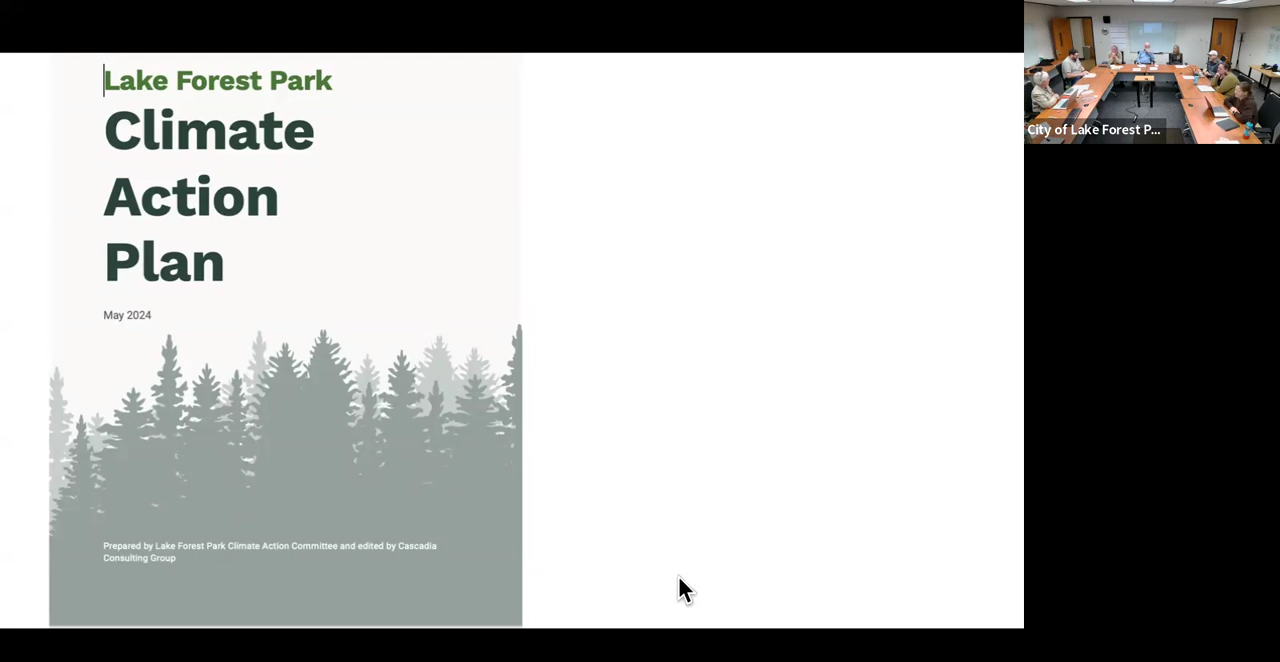 Lake Forest Park
Climate
Action
Plan
May 2024
Prepared by Lake Forest Park Climate Action Committee and edited by Cascadia
Consulting Group
City of Lake Forest P...